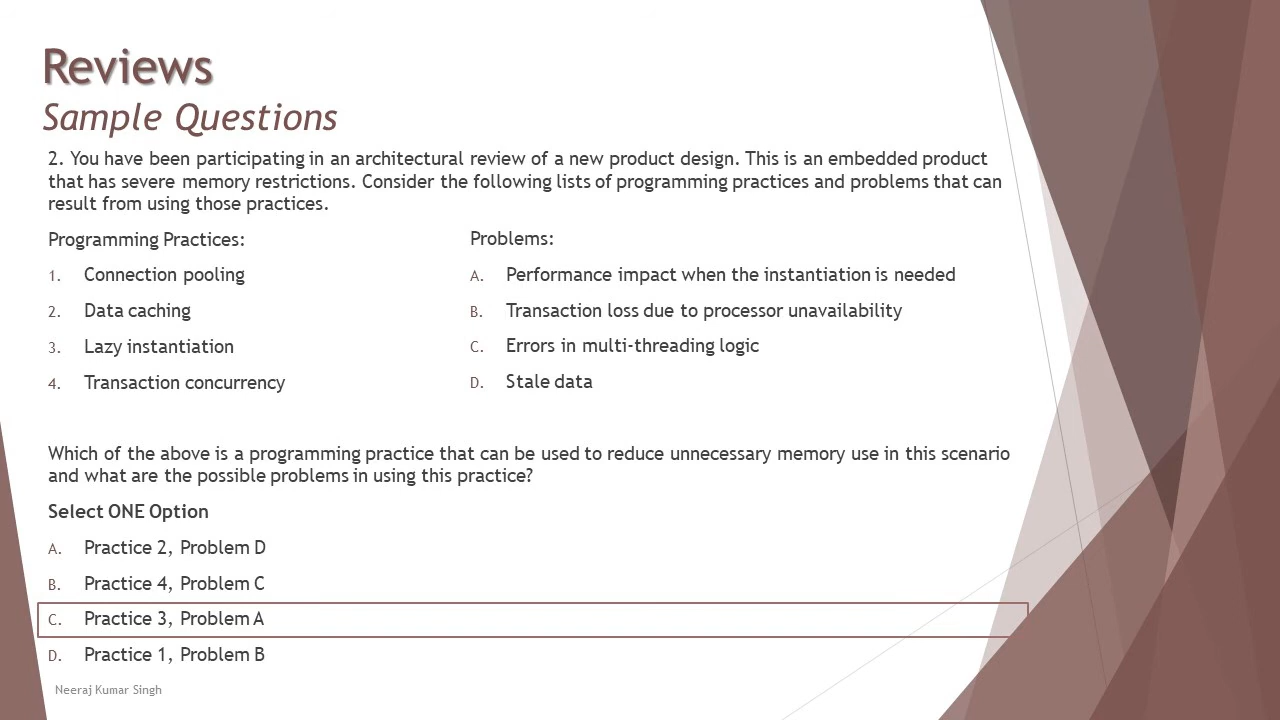 Reviews
Sample Questions
2. You have been participating in an architectural review of a new product design. This is an embedded product
that has severe memory restrictions. Consider the following lists of programming practices and problems that can
result from using those practices.
Programming Practices:
1. Connection pooling
2. Data caching
3. Lazy instantiation
4. Transaction concurrency
Problems:
A. Performance impact when the instantiation is needed
B. Transaction loss due to processor unavailability
C. Errors in multi-threading logic
D. Stale data
Which of the above is a programming practice that can be used to reduce unnecessary memory use in this scenario
and what are the possible problems in using this practice?
Select ONE Option
A. Practice 2, Problem D
B. Practice 4, Problem C
C. Practice 3, Problem A
D. Practice 1, Problem B
Neeraj Kumar Singh